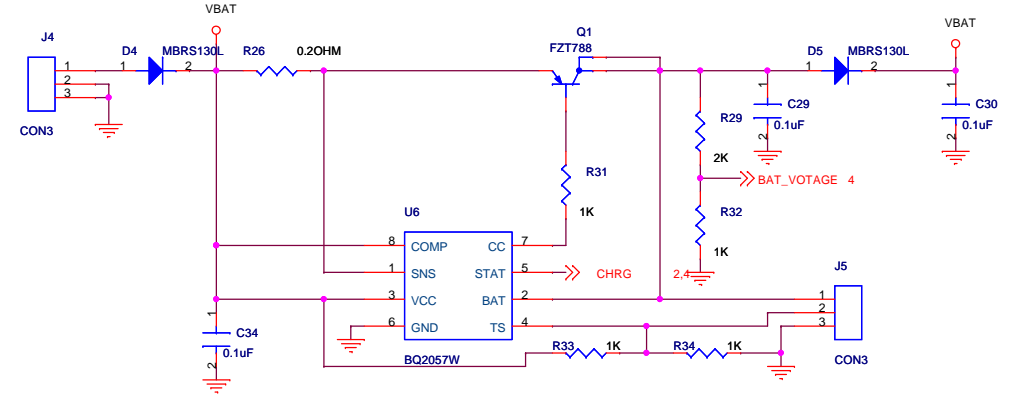 VBAT
J4
D4 MBRS130L
R26 0.2OHM
Q1
FZT788
D5 MBRS130L
VBAT
1
2
3
1 2
1 2
CON3
1
C29
0.1uF
2
1
C30
0.1uF
2
R29
2K
BAT_VOTAGE 4
R31
1K
R32
1K
U6
8 COMP CC 7
1 SNS STAT 5
CHRG 2,4
3 VCC BAT 2
6 GND TS 4
BQ2057W
J5
1
2
3
CON3
1
C34
0.1uF
2
R33 1K
R34 1K